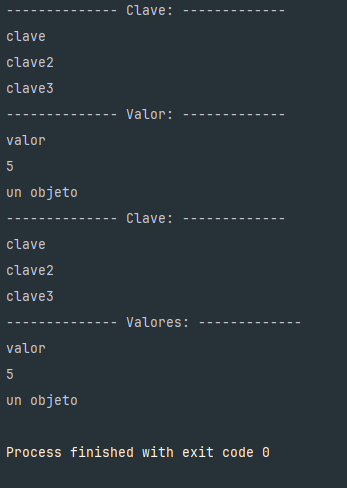 -------------- Clave: -------------
clave
clave2
clave3
-------------- Valor: -------------
valor
5
un objeto
-------------- Clave: -------------
clave
clave2
clave3
-------------- Valores: -------------
valor
5
un objeto
Process finished with exit code 0